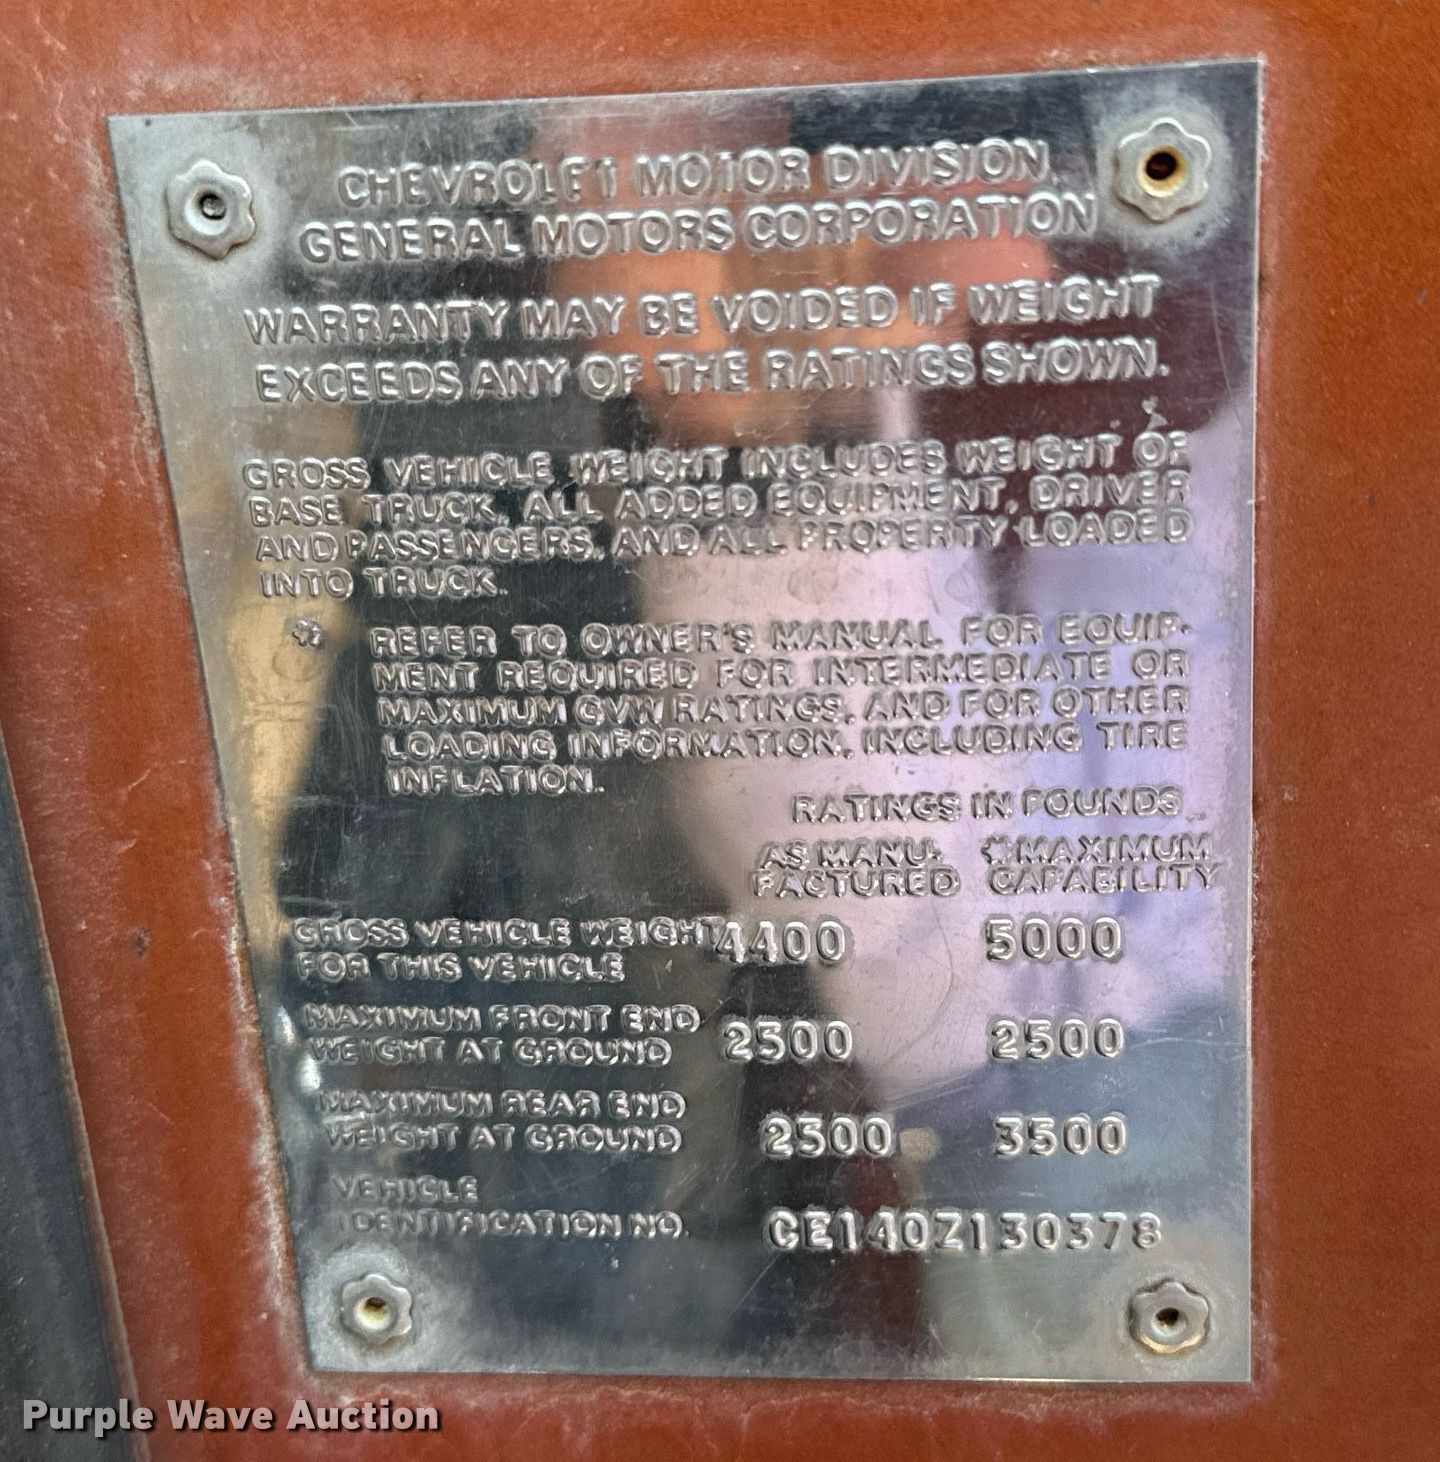 CHEVROLET MOTOR DIVISION
GENERAL MOTORS CORPORATION
WARRANTY MAY BE VOIDED IF WEIGHT
EXCEEDS ANY OF THE RATINGS SHOWN.
GROSS VEHICLE WEIGHT INCLUDES WEIGHT OF
BASE TRUCK, ALL ADDED EQUIPMENT, DRIVER
AND PASSENGERS, AND ALL PROPERTY LOADED
INTO TRUCK.
* REFER TO OWNER'S MANUAL FOR EQUIP-
MENT REQUIRED FOR INTERMEDIATE OR
MAXIMUM GVW RATINGS, AND FOR OTHER
LOADING INFORMATION, INCLUDING TIRE
INFLATION.
RATINGS IN POUNDS
AS MANU- *MAXIMUM
FACTURED CAPABILITY
GROSS VEHICLE WEIGHT 4400 5000
FOR THIS VEHICLE
MAXIMUM FRONT END
WEIGHT AT GROUND 2500 2500
MAXIMUM REAR END
WEIGHT AT GROUND 2500 3500
VEHICLE
IDENTIFICATION NO. CE140Z130378
Purple Wave Auction